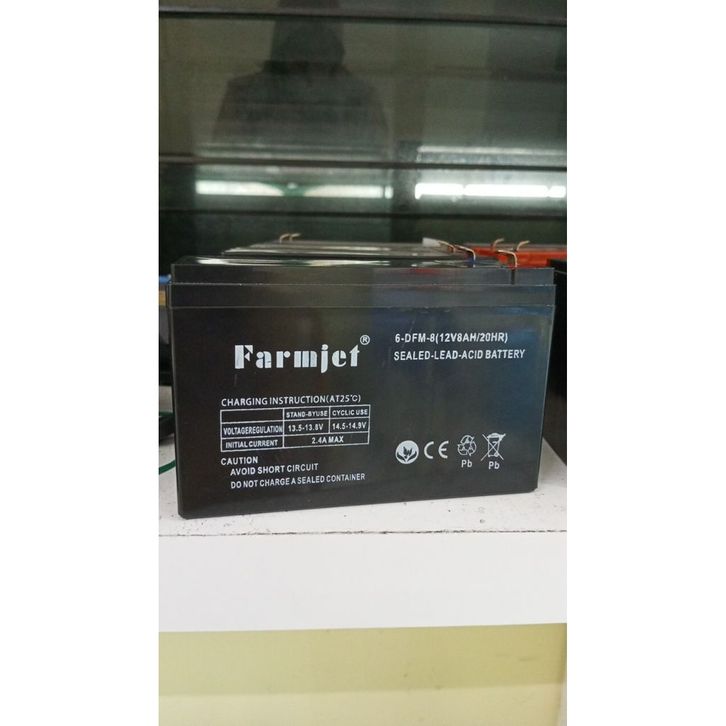 Farmjet®
6-DFM-8(12V8AH/20HR)
SEALED-LEAD-ACID BATTERY
CHARGING INSTRUCTION(AT25℃)
STAND-BYUSE CYCLIC USE
VOLTAGEREGULATION 13.5-13.8V 14.5-14.9V
INITIAL CURRENT 2.4A MAX
CAUTION
AVOID SHORT CIRCUIT
DO NOT CHARGE A SEALED CONTAINER
CE
Pb
Pb